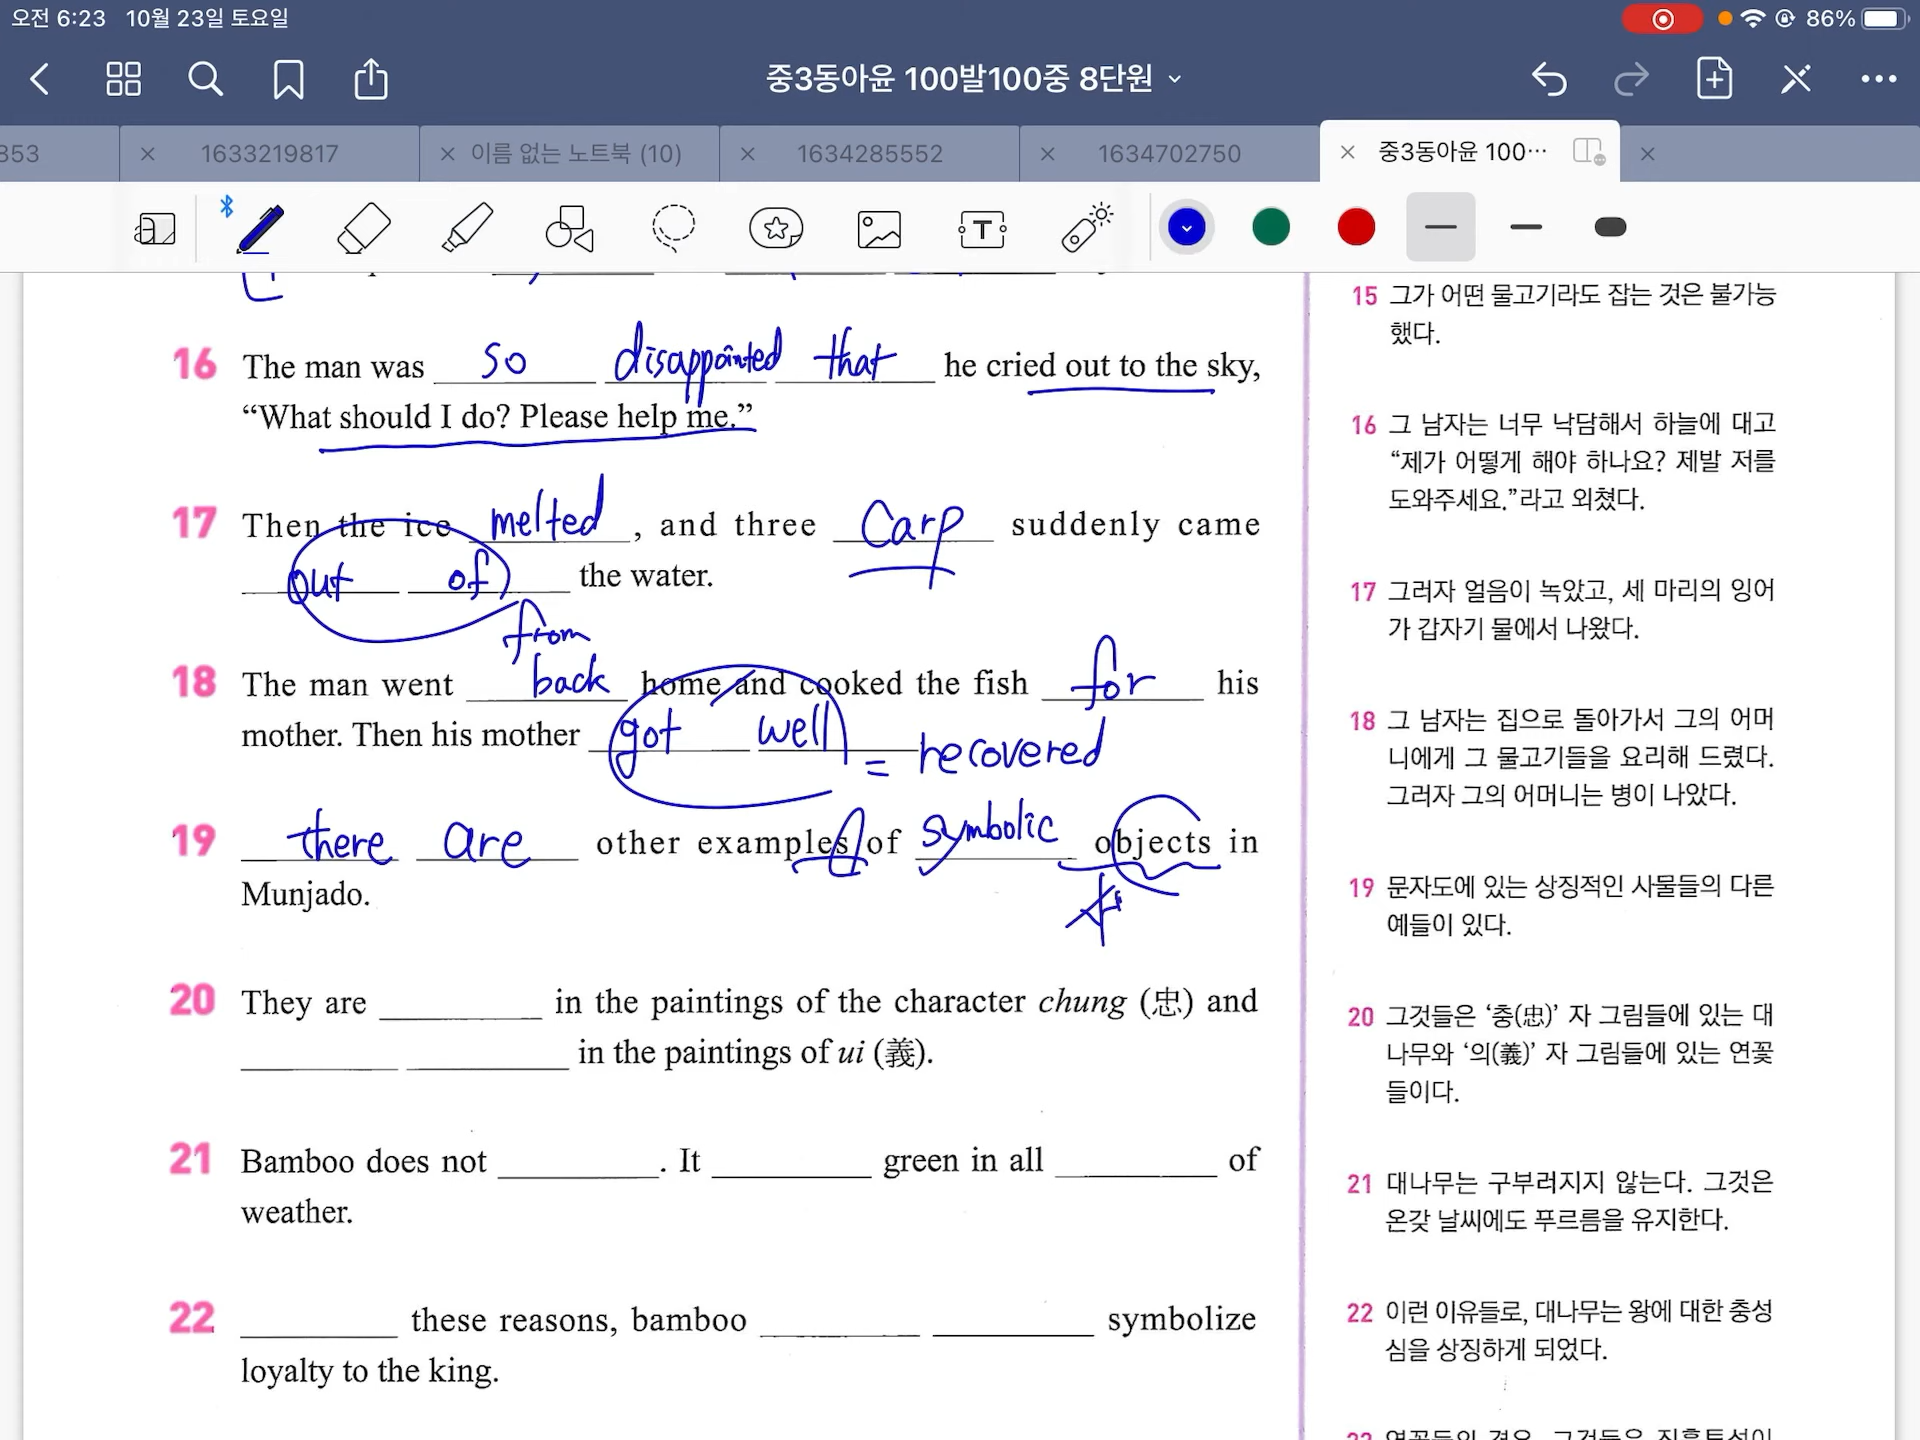 오전 6:23 10월 23일 토요일
86%
중3동아윤 100발100중 8단원
853
1633219817
이름 없는 노트북 (10)
1634285552
1634702750
중3동아윤 100…
16 The man was so disappointed that he cried out to the sky,
“What should I do? Please help me.”
17 Then the ice melted , and three carp suddenly came
out of the water.
from
18 The man went back home and cooked the fish for his
mother. Then his mother got well = recovered
19 there are other examples of symbolic objects in
Munjado.
20 They are in the paintings of the character chung (忠) and
in the paintings of ui (義).
21 Bamboo does not . It green in all of
weather.
22 these reasons, bamboo symbolize
loyalty to the king.
15 그가 어떤 물고기라도 잡는 것은 불가능
했다.
16 그 남자는 너무 낙담해서 하늘에 대고
“제가 어떻게 해야 하나요? 제발 저를
도와주세요.”라고 외쳤다.
17 그러자 얼음이 녹았고, 세 마리의 잉어
가 갑자기 물에서 나왔다.
18 그 남자는 집으로 돌아가서 그의 어머
니에게 그 물고기들을 요리해 드렸다.
그러자 그의 어머니는 병이 나았다.
19 문자도에 있는 상징적인 사물들의 다른
예들이 있다.
20 그것들은 ‘충(忠)’ 자 그림들에 있는 대
나무와 ‘의(義)’ 자 그림들에 있는 연꽃
들이다.
21 대나무는 구부러지지 않는다. 그것은
온갖 날씨에도 푸르름을 유지한다.
22 이런 이유들로, 대나무는 왕에 대한 충성
심을 상징하게 되었다.